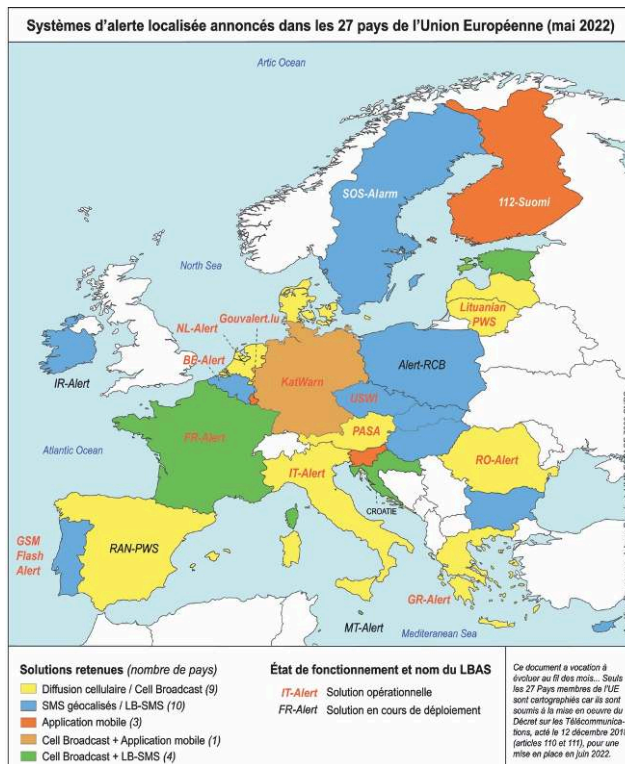 Systèmes d'alerte localisée annoncés dans les 27 pays de l'Union Européenne (mai 2022)
Artic Ocean
SOS-Alarm
112-Suomi
North Sea
Gouvalert.lu
NL-Alert
BE-Alert
Lituanian
PWS
IR-Alert
KatWarn
Alert-RCB
USWI
FR-Alert
PASA
Atlantic Ocean
IT-Alert
RO-Alert
CROATIE
GSM
Flash
Alert
RAN-PWS
GR-Alert
MT-Alert
Mediterranean Sea
Solutions retenues (nombre de pays)
Diffusion cellulaire / Cell Broadcast (9)
SMS géocalisés / LB-SMS (10)
Application mobile (3)
Cell Broadcast + Application mobile (1)
Cell Broadcast + LB-SMS (4)
État de fonctionnement et nom du LBAS
IT-Alert Solution opérationnelle
FR-Alert Solution en cours de déploiement
Ce document a vocation à
évoluer au fil des mois... Seuls
les 27 Pays membres de l'UE
sont cartographiés car ils sont
soumis à la mise en oeuvre du
Décret sur les Télécommunica-
tions, acté le 12 décembre 2018
(articles 110 et 111), pour une
mise en place en juin 2022.